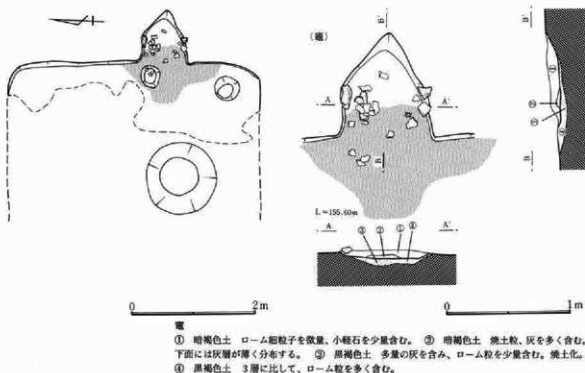 B'
(竈)
A
A'
B
L=155.60m
A
A'
③ ② ① ④
B'
①
②
③
④
B
0
2m
0
1m
竈
① 暗褐色土 ローム細粒子を微量、小軽石を少量含む。 ② 暗褐色土 焼土粒、灰を多く含む。
下面には灰層が薄く分布する。 ③ 黒褐色土 多量の灰を含み、ローム粒を少量含む。焼土化。
④ 黒褐色土 3層に比して、ローム粒を多く含む。